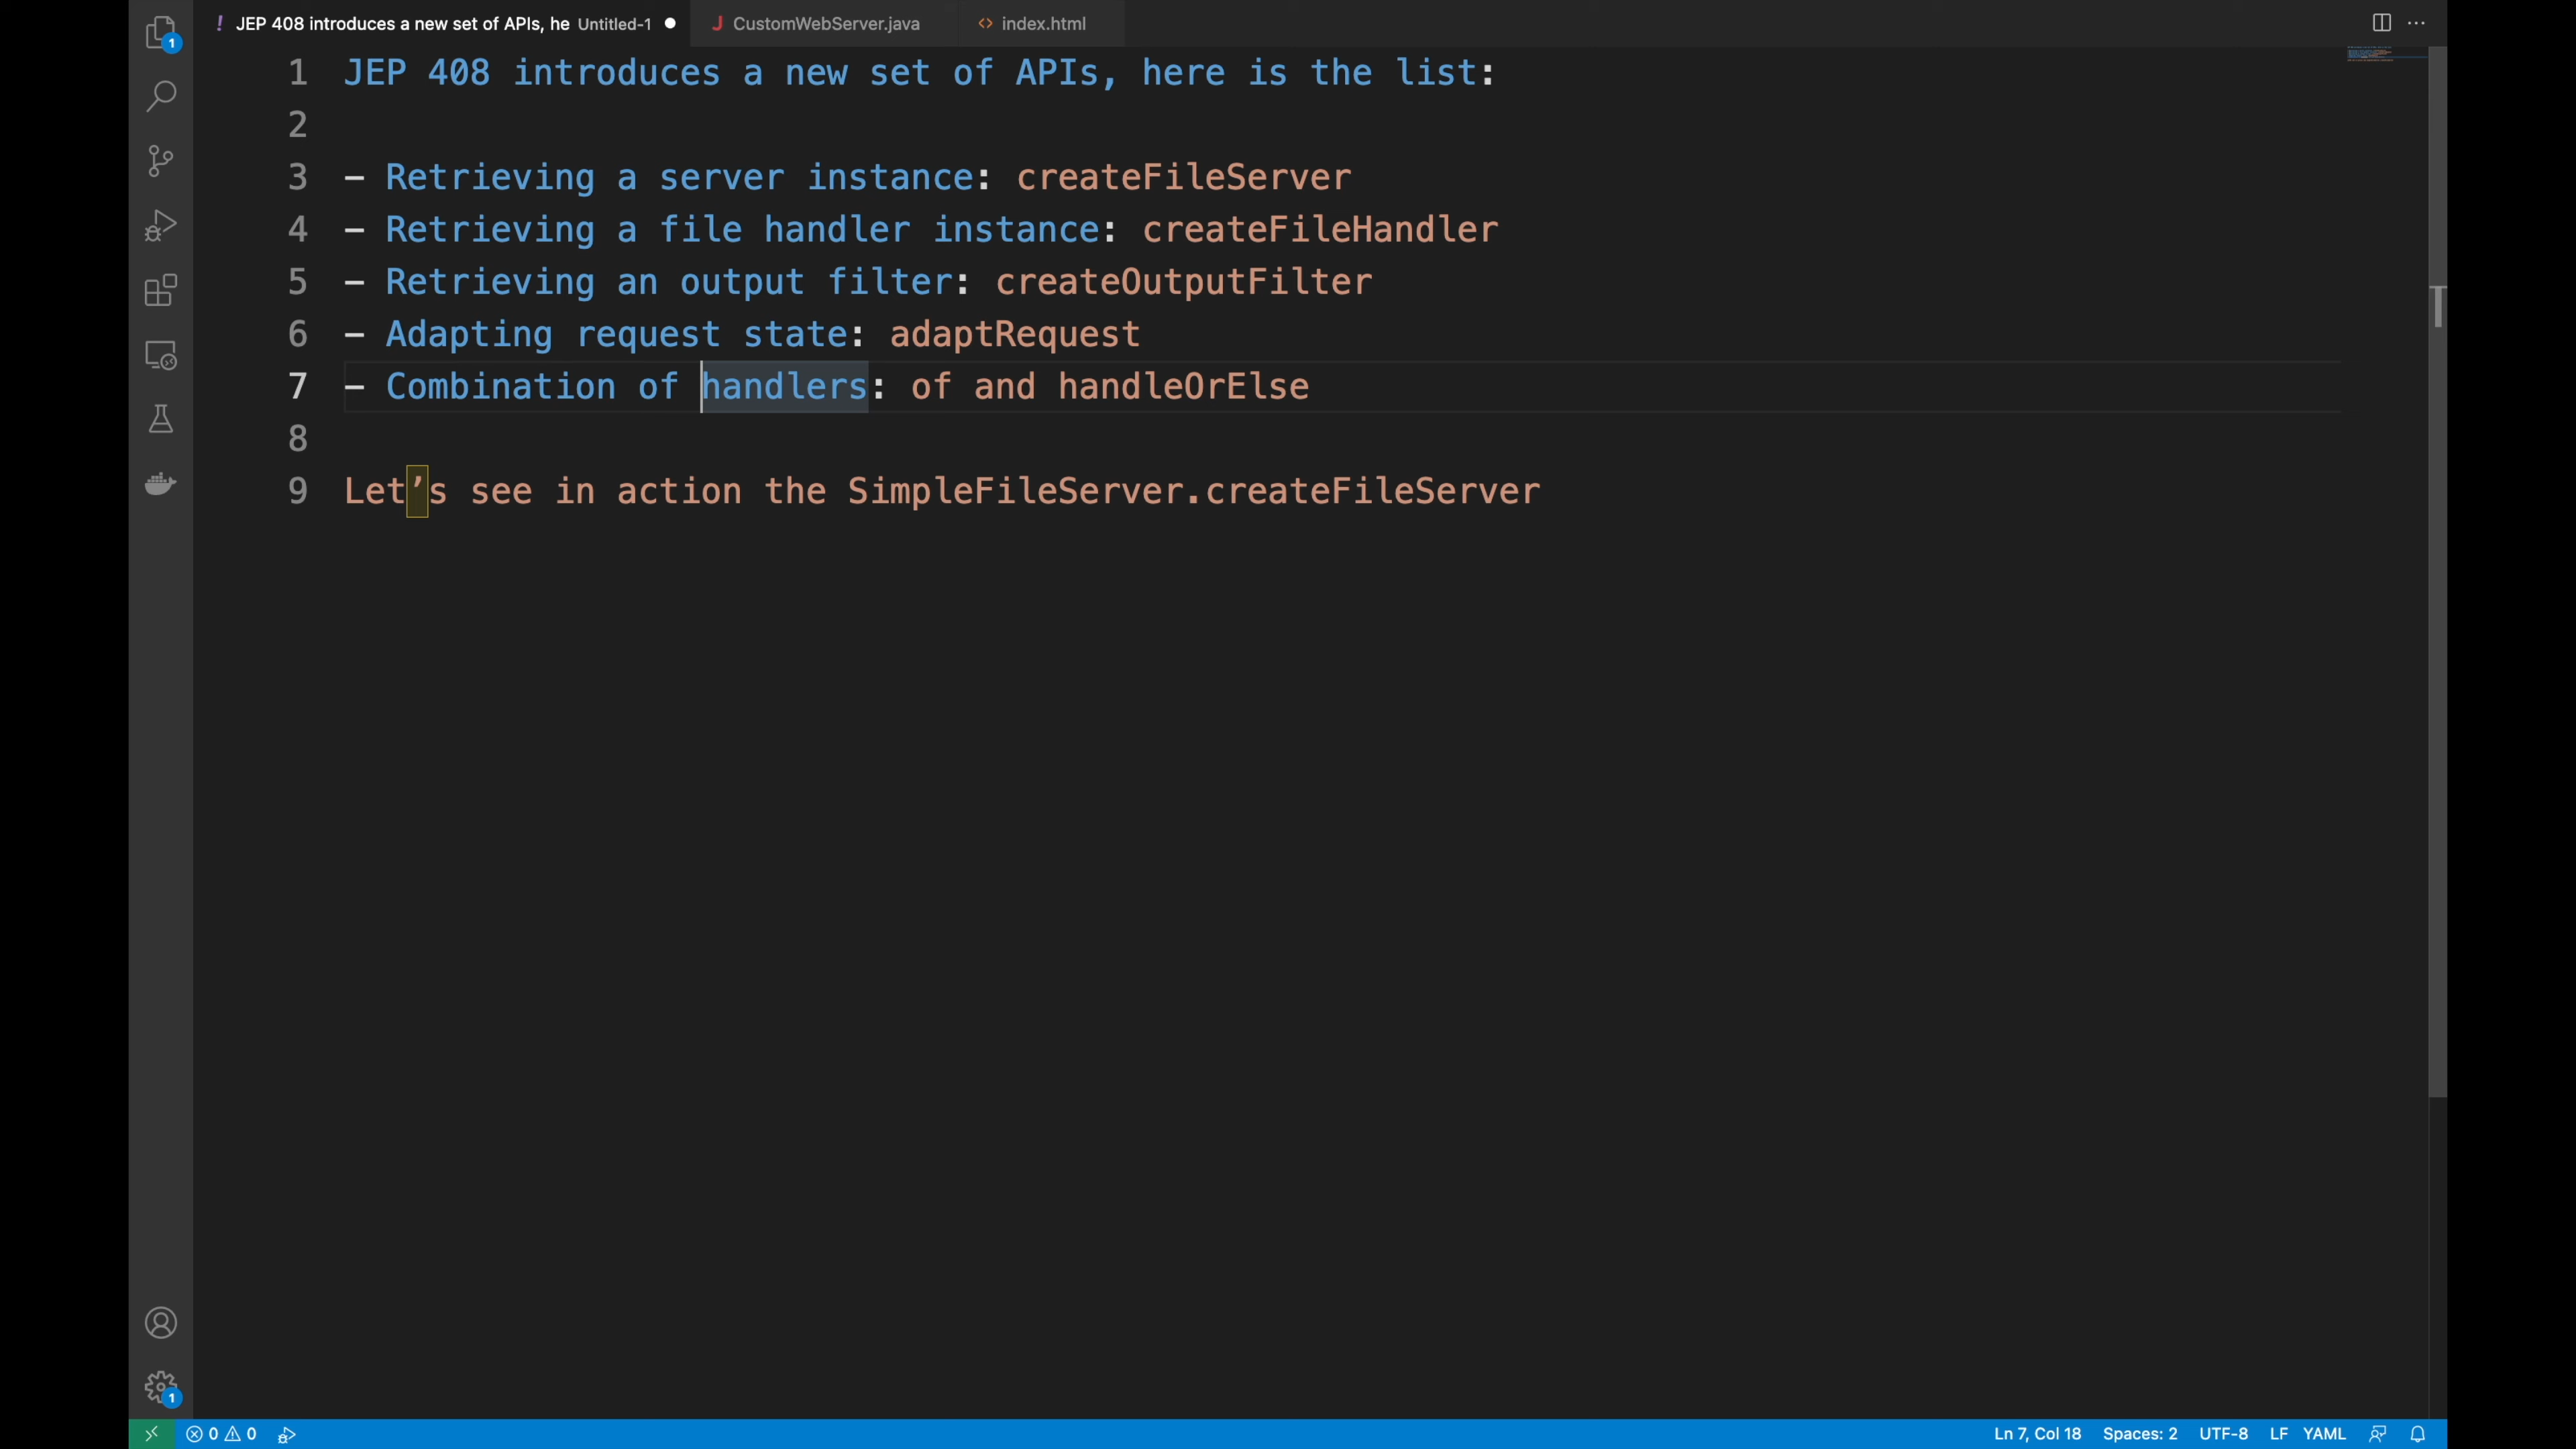 ! JEP 408 introduces a new set of APIs, he Untitled-1 J CustomWebServer.java <> index.html
1 JEP 408 introduces a new set of APIs, here is the list:
2
3 - Retrieving a server instance: createFileServer
4 - Retrieving a file handler instance: createFileHandler
5 - Retrieving an output filter: createOutputFilter
6 - Adapting request state: adaptRequest
7 - Combination of handlers: of and handleOrElse
8
9 Let’s see in action the SimpleFileServer.createFileServer
1
1
0 0 Ln 7, Col 18 Spaces: 2 UTF-8 LF YAML